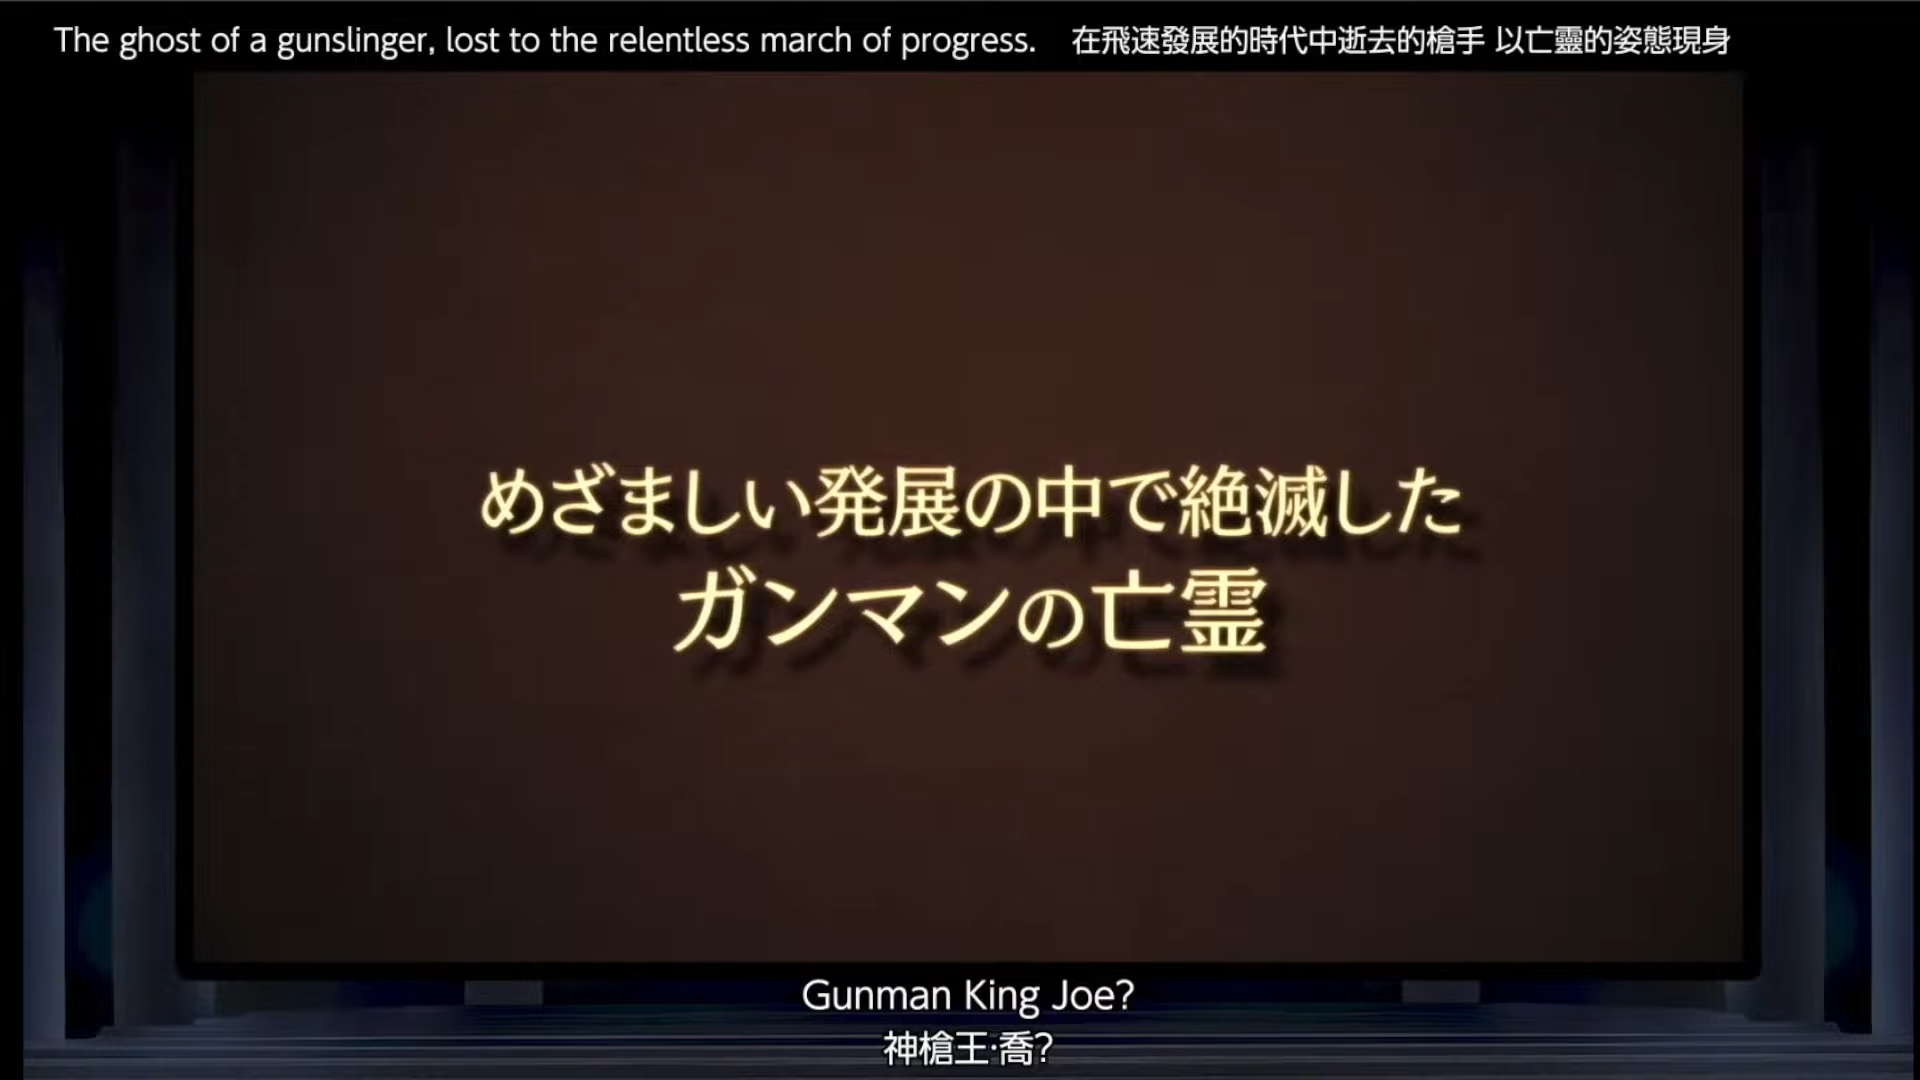 The ghost of a gunslinger, lost to the relentless march of progress. 在飛速發展的時代中逝去的槍手 以亡靈的姿態現身
めざましい発展の中で絶滅した
ガンマンの亡霊
Gunman King Joe?
神槍王·喬?